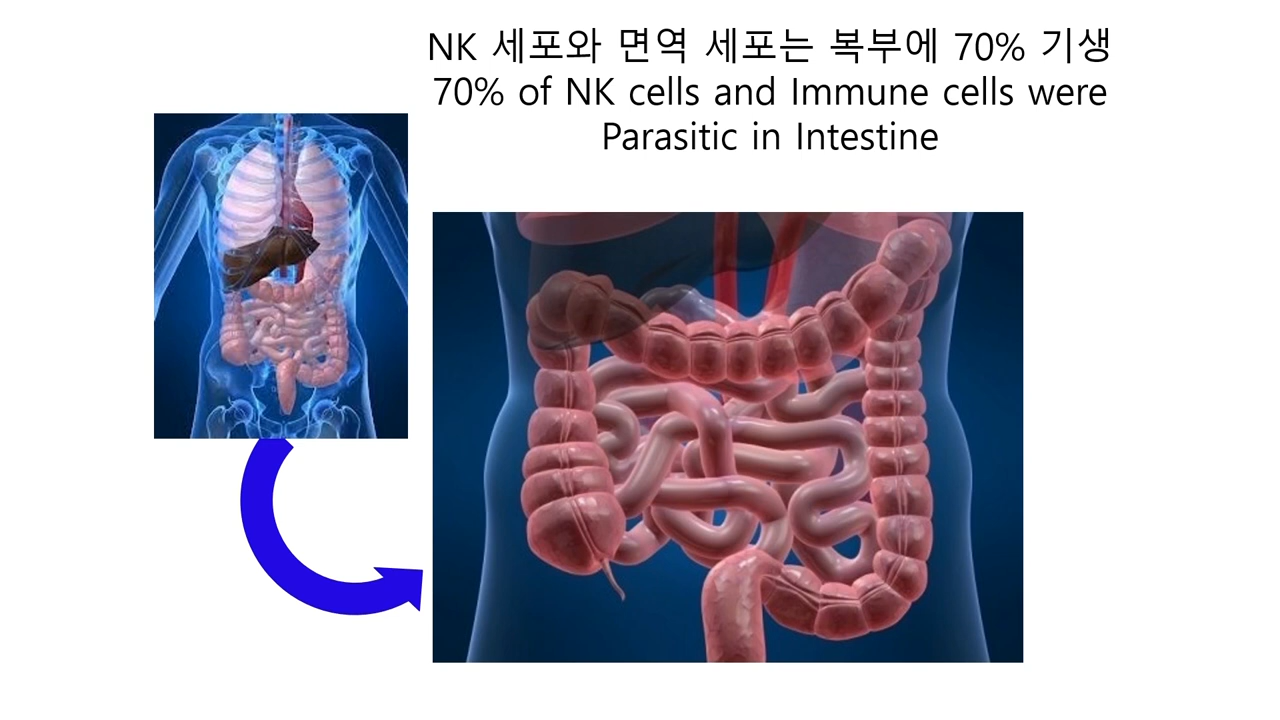 NK 세포와 면역 세포는 복부에 70% 기생
70% of NK cells and Immune cells were
Parasitic in Intestine